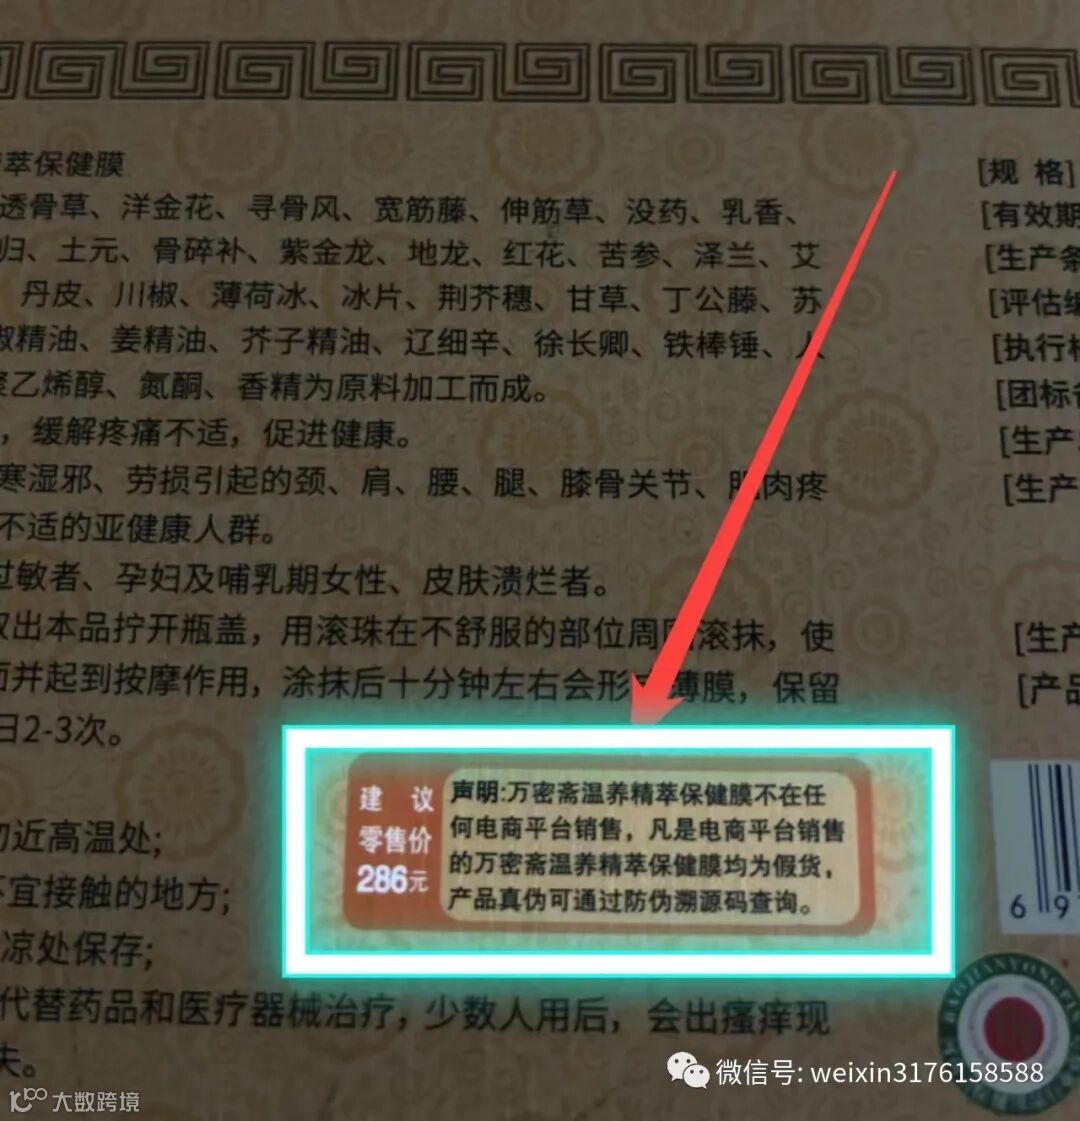 萃保健膜
透骨草、洋金花、寻骨风、宽筋藤、伸筋草、没药、乳香、
归、土元、骨碎补、紫金龙、地龙、红花、苦参、泽兰、艾
丹皮、川椒、薄荷冰、冰片、荆芥穗、甘草、丁公藤、苏
椒精油、姜精油、芥子精油、辽细辛、徐长卿、铁棒锤、人
聚乙烯醇、氮酮、香精为原料加工而成。
，缓解疼痛不适，促进健康。
寒湿邪、劳损引起的颈、肩、腰、腿、膝骨关节、肌肉疼
不适的亚健康人群。
过敏者、孕妇及哺乳期女性、皮肤溃烂者。
取出本品拧开瓶盖，用滚珠在不舒服的部位周围滚抹，使
面并起到按摩作用，涂抹后十分钟左右会形 薄膜，保留
日2-3次。
勿近高温处;
不宜接触的地方;
凉处保存;
代替药品和医疗器械治疗，少数人用后，会出瘙痒现
夫。
[规 格]
[有效期
[生产条
[评估编
[执行标
[团标备
[生产
[生产
[生产
[产品
建 议
零售价
286元
声明:万密斋温养精萃保健膜不在任
何电商平台销售，凡是电商平台销售
的万密斋温养精萃保健膜均为假货，
产品真伪可通过防伪溯源码查询。
6 9
微信号: weixin3176158588
大数跨境